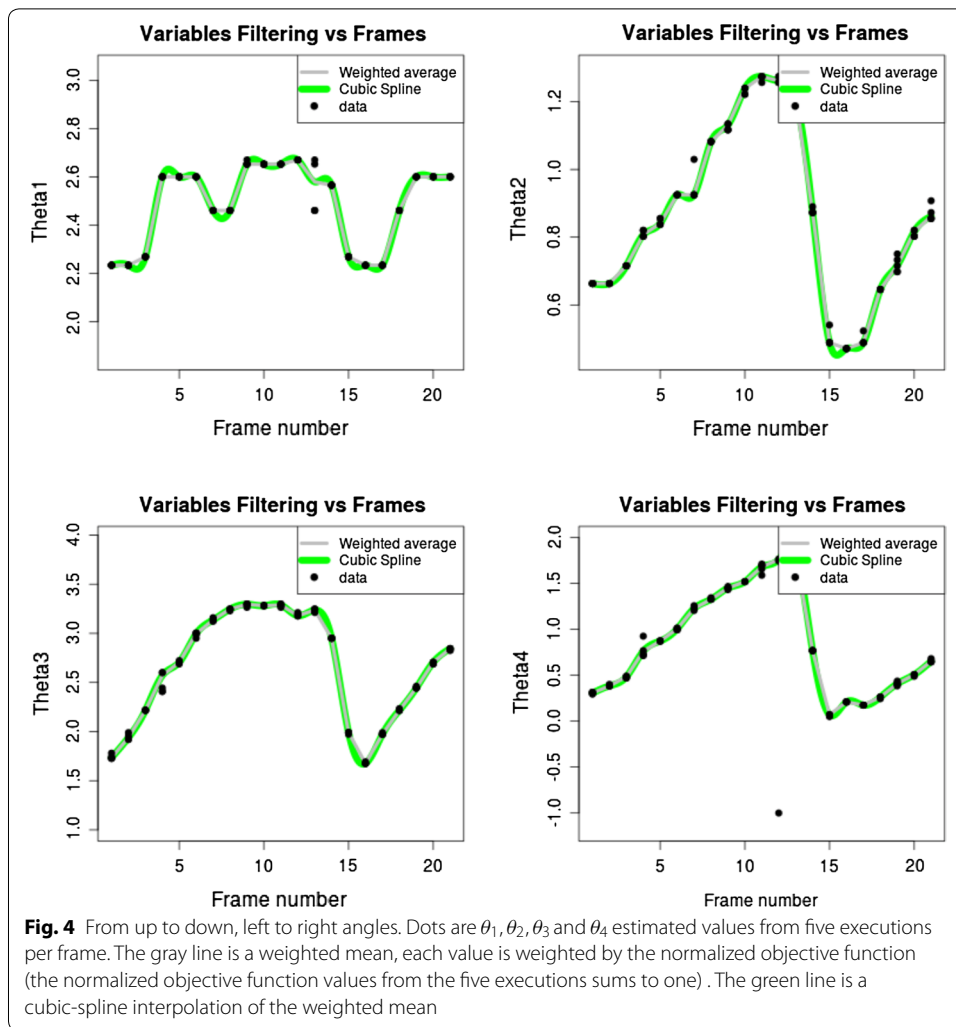 Variables Filtering vs Frames
Weighted average
Cubic Spline
data
Theta1
3.0
2.8
2.6
2.4
2.2
2.0
5 10 15 20
Frame number
Variables Filtering vs Frames
Weighted average
Cubic Spline
data
Theta2
1.2
1.0
0.8
0.6
5 10 15 20
Frame number
Variables Filtering vs Frames
Weighted average
Cubic Spline
data
Theta3
4.0
3.5
3.0
2.5
2.0
1.5
1.0
5 10 15 20
Frame number
Variables Filtering vs Frames
Weighted average
Cubic Spline
data
Theta4
2.0
1.5
1.0
0.5
0.0
-0.5
-1.0
5 10 15 20
Frame number
Fig. 4 From up to down, left to right angles. Dots are θ1, θ2, θ3 and θ4 estimated values from five executions
per frame. The gray line is a weighted mean, each value is weighted by the normalized objective function
(the normalized objective function values from the five executions sums to one) . The green line is a
cubic-spline interpolation of the weighted mean